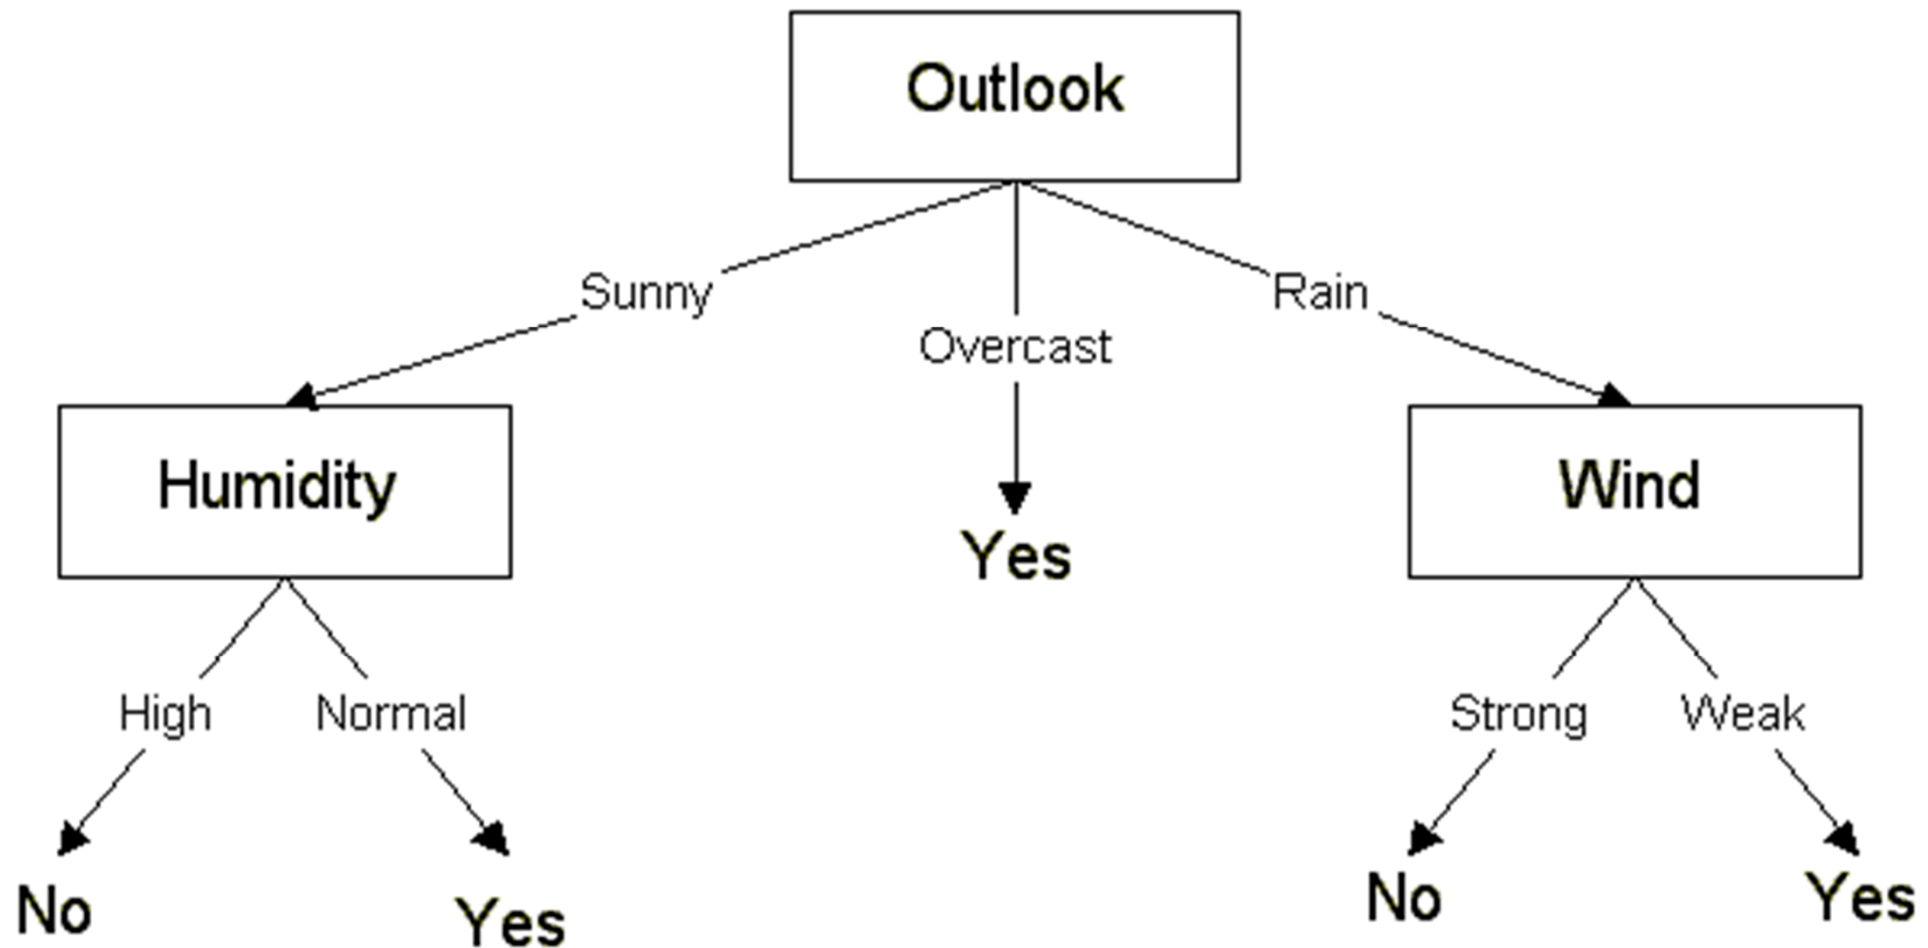 Outlook
Sunny
Overcast
Rain
Humidity
Yes
Wind
High
Normal
Strong
Weak
No
Yes
No
Yes